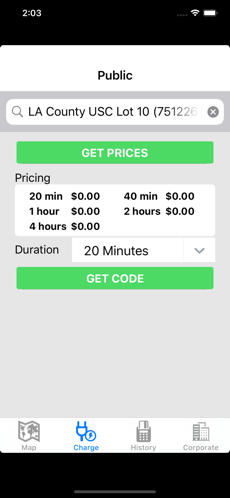 2:03
Public
LA County USC Lot 10 (751226
GET PRICES
Pricing
20 min $0.00 40 min $0.00
1 hour $0.00 2 hours $0.00
4 hours $0.00
Duration 20 Minutes
GET CODE
Map Charge History Corporate